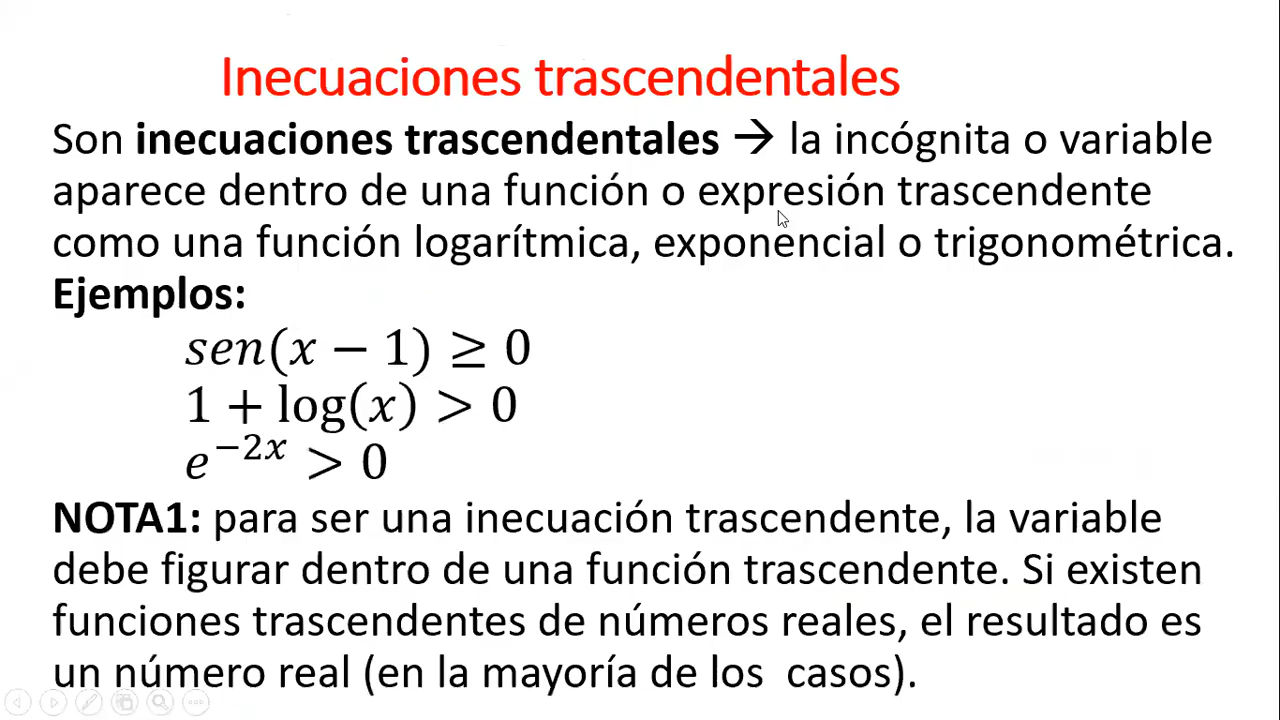 Inecuaciones trascendentales
Son inecuaciones trascendentales → la incógnita o variable
aparece dentro de una función o expresión trascendente
como una función logarítmica, exponencial o trigonométrica.
Ejemplos:
sen(x − 1) ≥ 0
1 + log(x) > 0
e^{−2x} > 0
NOTA1: para ser una inecuación trascendente, la variable
debe figurar dentro de una función trascendente. Si existen
funciones trascendentes de números reales, el resultado es
un número real (en la mayoría de los casos).